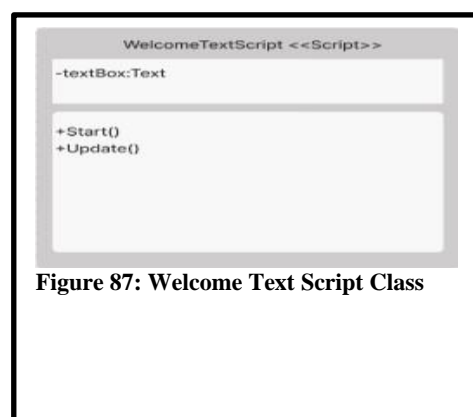 WelcomeTextScript <<Script>>
-textBox:Text
+Start()
+Update()
Figure 87: Welcome Text Script Class